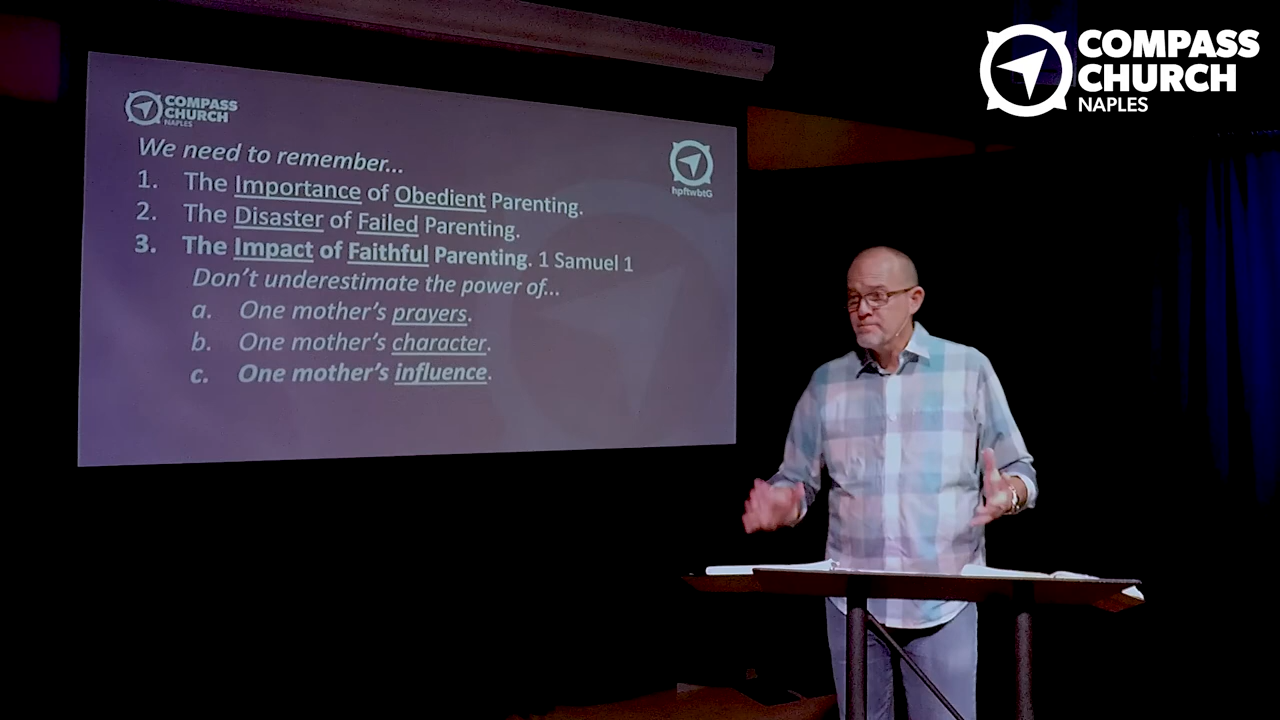 COMPASS
CHURCH
NAPLES
COMPASS
CHURCH
NAPLES
hpftwbtG
We need to remember...
1. The Importance of Obedient Parenting.
2. The Disaster of Failed Parenting.
3. The Impact of Faithful Parenting. 1 Samuel 1
Don't underestimate the power of...
a. One mother's prayers.
b. One mother's character.
c. One mother's influence.